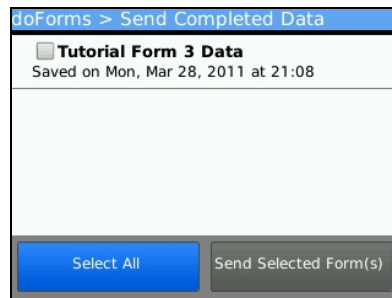 doForms > Send Completed Data
Tutorial Form 3 Data
Saved on Mon, Mar 28, 2011 at 21:08
Select All
Send Selected Form(s)